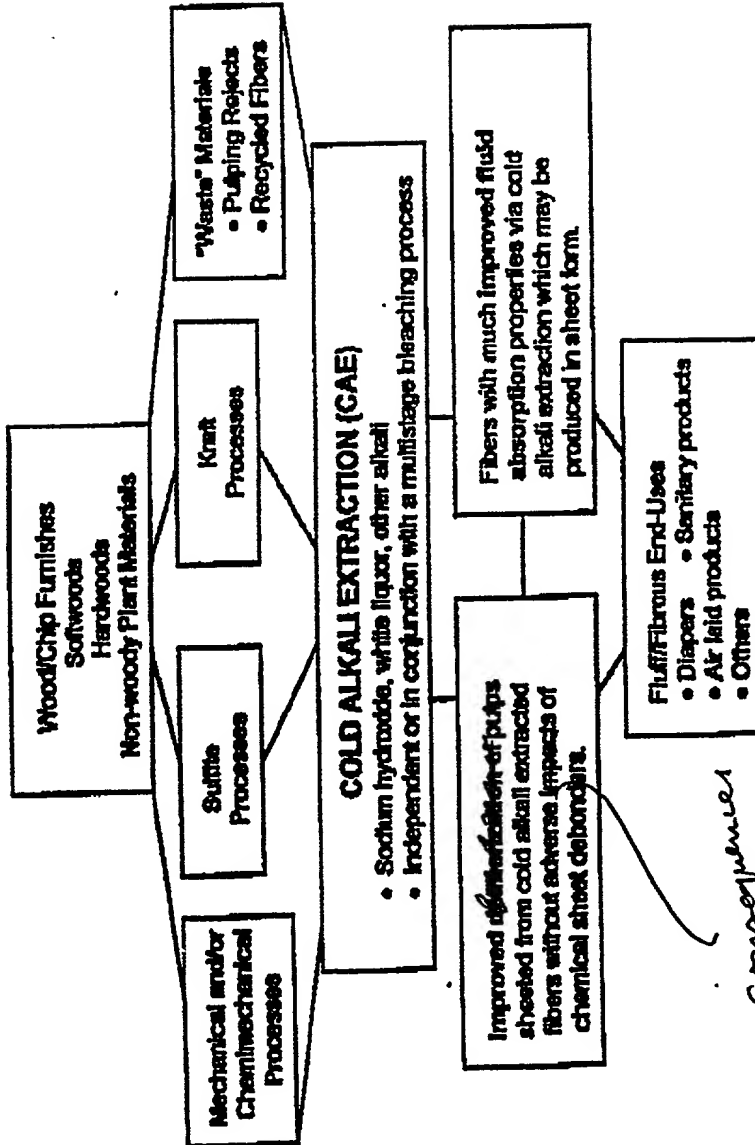 Wood/Chip Furnishes
Softwoods
Hardwoods
Non-woody Plant Materials
Mechanical and/or
Chemimechanical
Processes
Sulfite
Processes
Kraft
Processes
"Waste" Materials
• Pulping Rejects
• Recycled Fibers
COLD ALKALI EXTRACTION (CAE)
• Sodium hydroxide, white liquor, other alkali
• Independent or in conjunction with a multistage bleaching process
Improved of pulps
sheeted from cold alkali extracted
fibers without adverse impacts of
chemical sheet debonders.
Fibers with much improved fluid
absorption properties via cold
alkali extraction which may be
produced in sheet form.
Fluff/Fibrous End-Uses
• Diapers • Sanitary products
• Air laid products
• Others
consequences